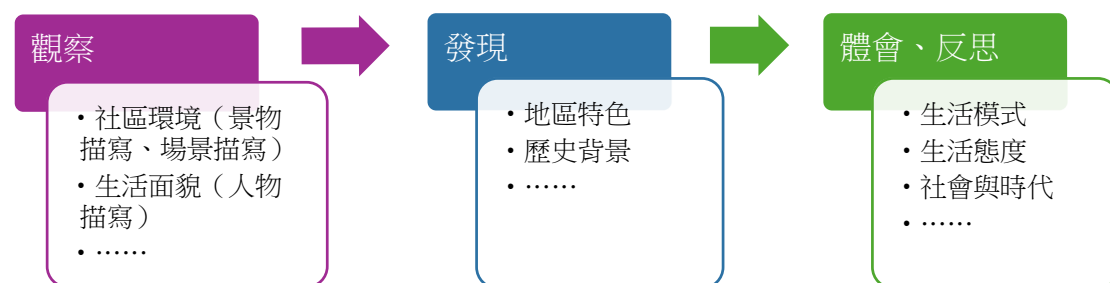 觀察
• 社區環境（景物
描寫、場景描寫）
• 生活面貌（人物
描寫）
• ……
發現
• 地區特色
• 歷史背景
• ……
體會、反思
• 生活模式
• 生活態度
• 社會與時代
• ……